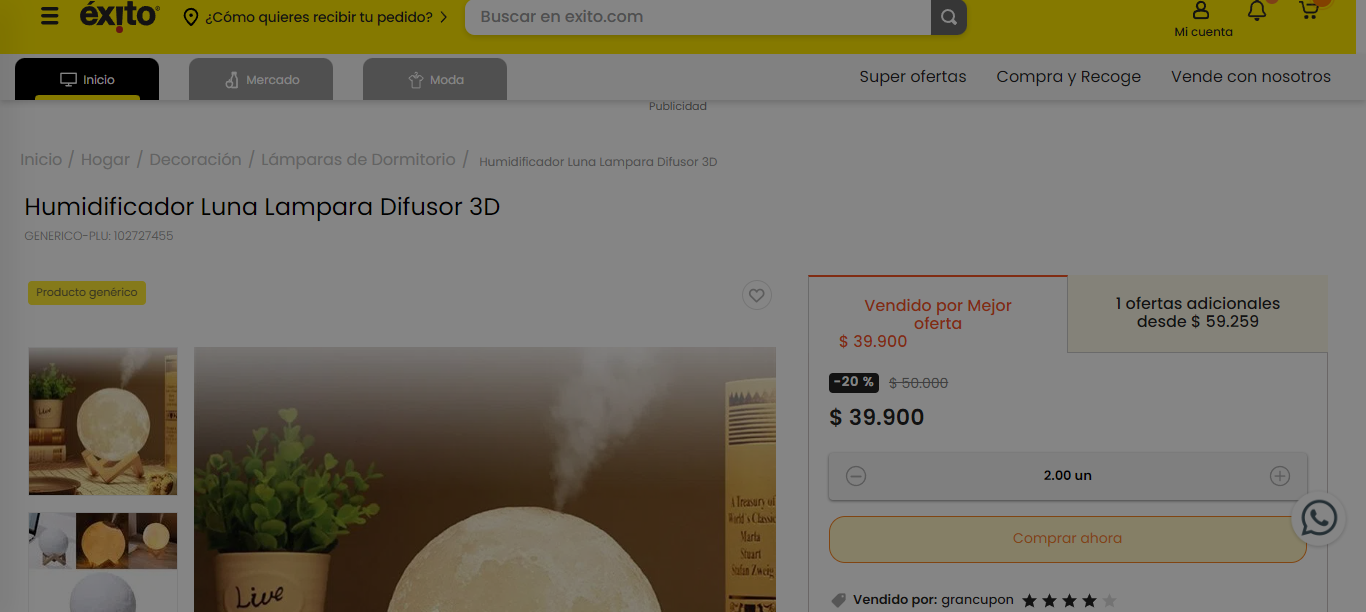 éxito
¿Cómo quieres recibir tu pedido?
Buscar en exito.com
Mi cuenta
Inicio
Mercado
Moda
Super ofertas
Compra y Recoge
Vende con nosotros
Publicidad
Inicio / Hogar / Decoración / Lámparas de Dormitorio / Humidificador Luna Lampara Difusor 3D
Humidificador Luna Lampara Difusor 3D
GENERICO-PLU: 102727455
Producto genérico
Live
A Treasury of
World's Classic
Marta
Stuart
Stefan Zweig
Live
Vendido por Mejor
oferta
$ 39.900
1 ofertas adicionales
desde $ 59.259
-20 % $ 50.000
$ 39.900
2.00 un
Comprar ahora
Vendido por: grancupon